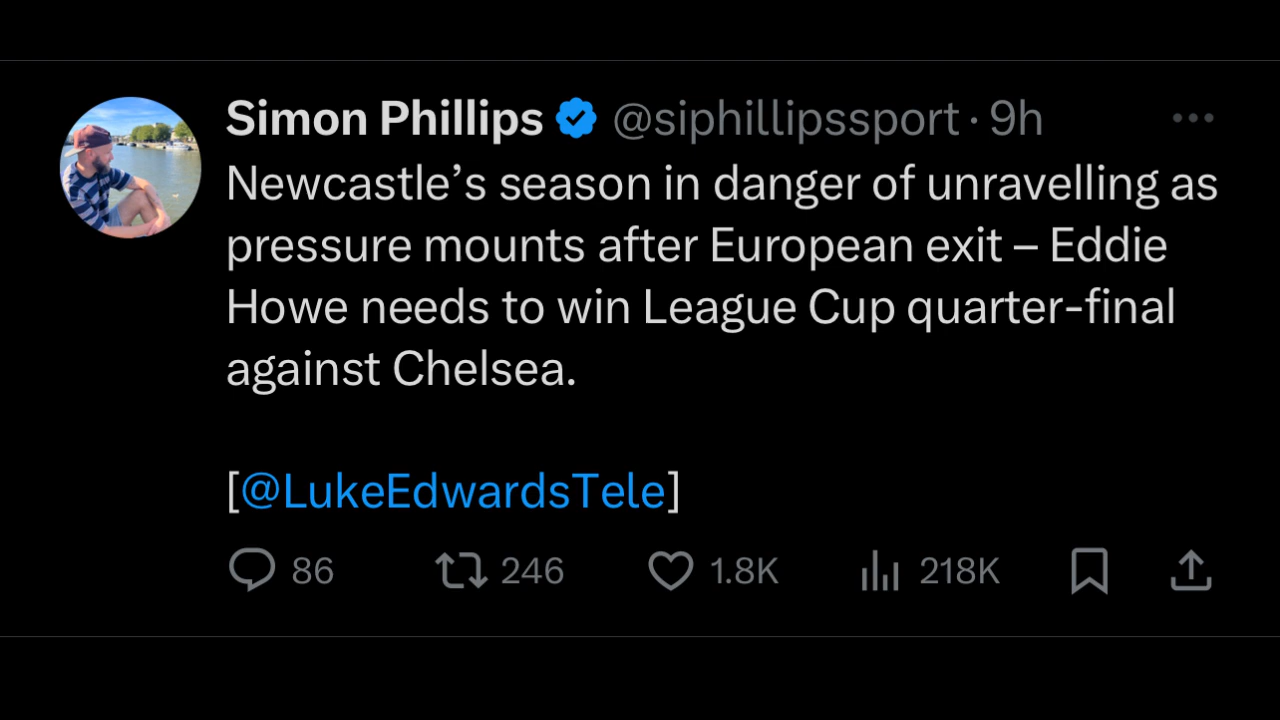 Simon Phillips @siphillipssport · 9h
Newcastle’s season in danger of unravelling as
pressure mounts after European exit – Eddie
Howe needs to win League Cup quarter-final
against Chelsea.
[@LukeEdwardsTele]
86 246 1.8K 218K